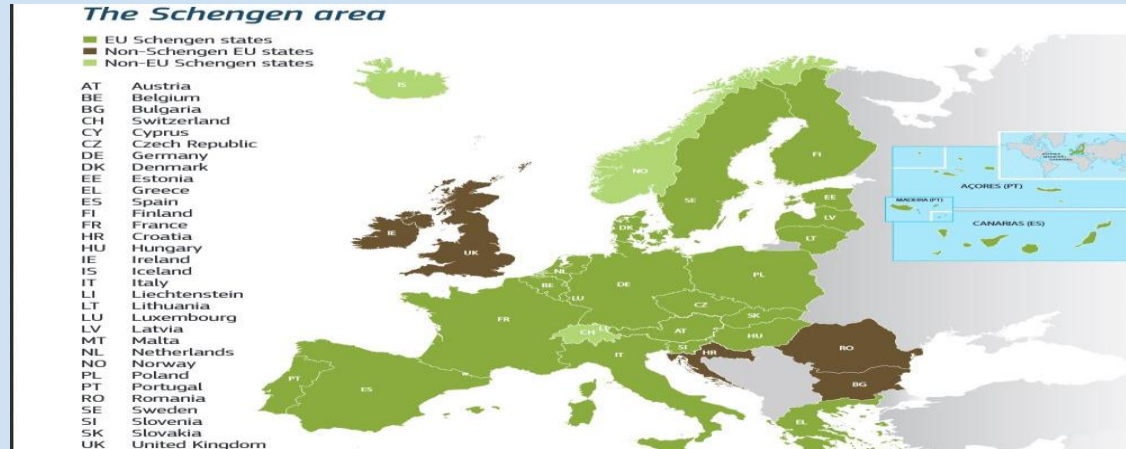 The Schengen area
EU Schengen states
Non-Schengen EU states
Non-EU Schengen states
AT Austria
BE Belgium
BG Bulgaria
CH Switzerland
CY Cyprus
CZ Czech Republic
DE Germany
DK Denmark
EE Estonia
EL Greece
ES Spain
FI Finland
FR France
HR Croatia
HU Hungary
IE Ireland
IS Iceland
IT Italy
LI Liechtenstein
LT Lithuania
LU Luxembourg
LV Latvia
MT Malta
NL Netherlands
NO Norway
PL Poland
PT Portugal
RO Romania
SE Sweden
SI Slovenia
SK Slovakia
UK United Kingdom
IS
NO
SE
FI
EE
LV
LT
DK
IE
UK
NL
BE
LU
DE
PL
CZ
SK
FR
CH
AT
HU
SI
HR
RO
IT
BG
PT
ES
EL
AÇORES (PT)
MADEIRA (PT)
CANARIAS (ES)